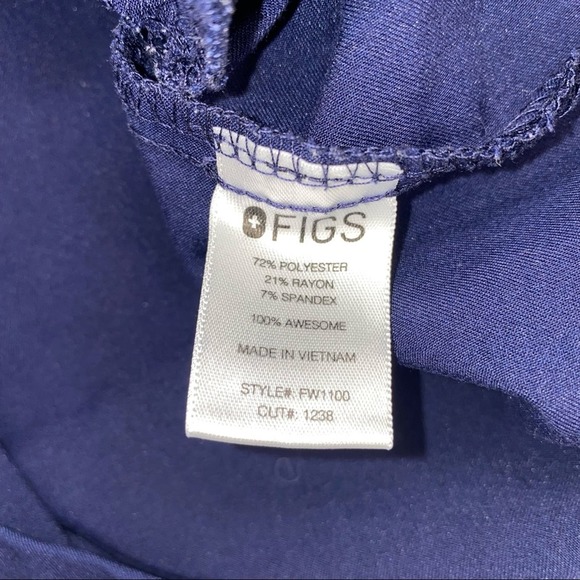 FIGS
72% POLYESTER
21% RAYON
7% SPANDEX
100% AWESOME
MADE IN VIETNAM
STYLE#: FW1100
CUT#: 1238